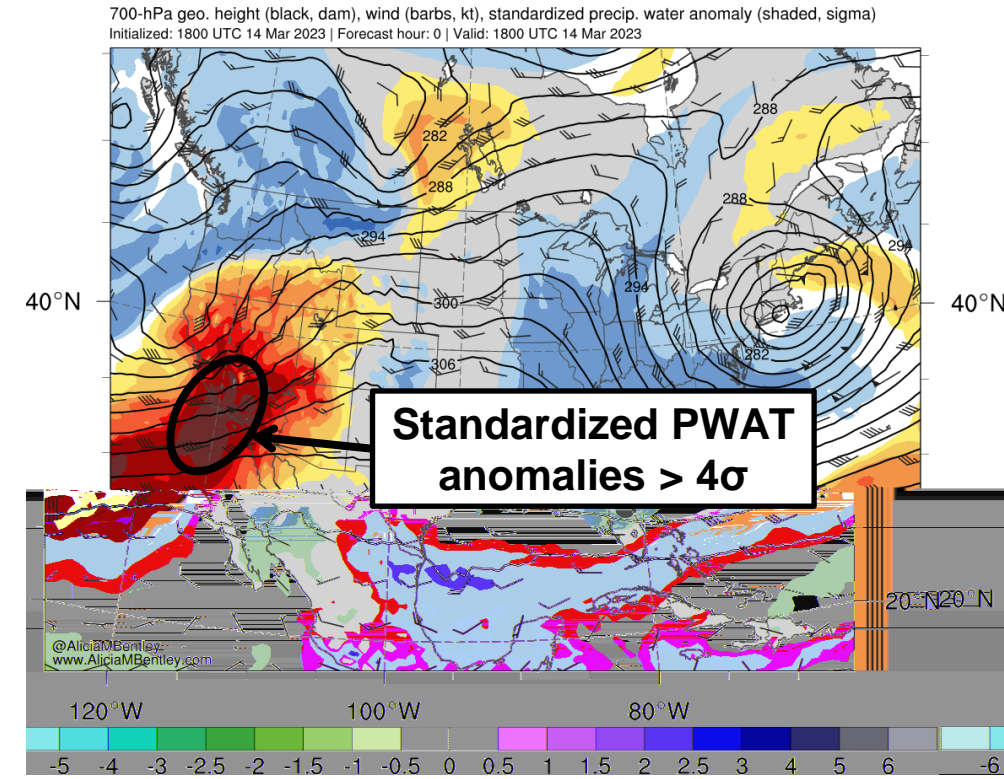 700-hPa geo. height (black, dam), wind (barbs, kt), standardized precip. water anomaly (shaded, sigma)
Initialized: 1800 UTC 14 Mar 2023 | Forecast hour: 0 | Valid: 1800 UTC 14 Mar 2023
288
282
288
288
294
294
294
40°N
300
40°N
282
306
Standardized PWAT
anomalies > 4σ
20°N20°N
@AliciaMBentley
www.AliciaMBentley.com
120°W 100°W 80°W
-5 -4 -3 -2.5 -2 -1.5 -1 -0.5 0 0.5 1 1.5 2 2.5 3 4 5 6 -6